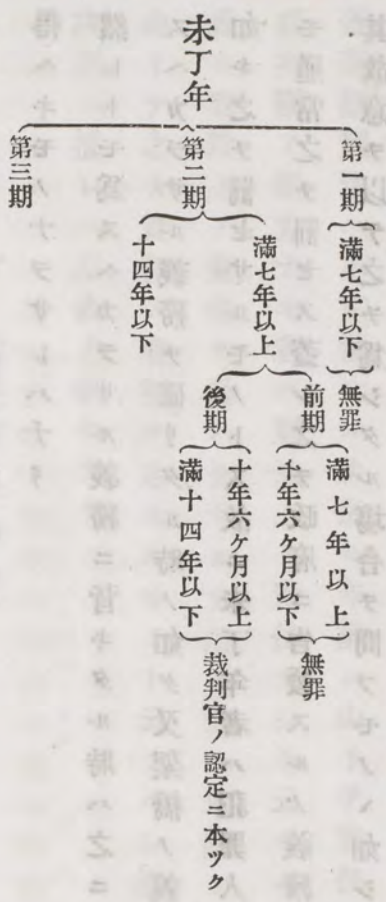 未丁年
第一期
滿七年以下
無罪
第二期
滿七年以上
十四年以下
前期
滿七年以上
十年六ケ月以下
無罪
後期
十年六ケ月以上
滿十四年以下
裁判官ノ認定ニ本ツク
第三期